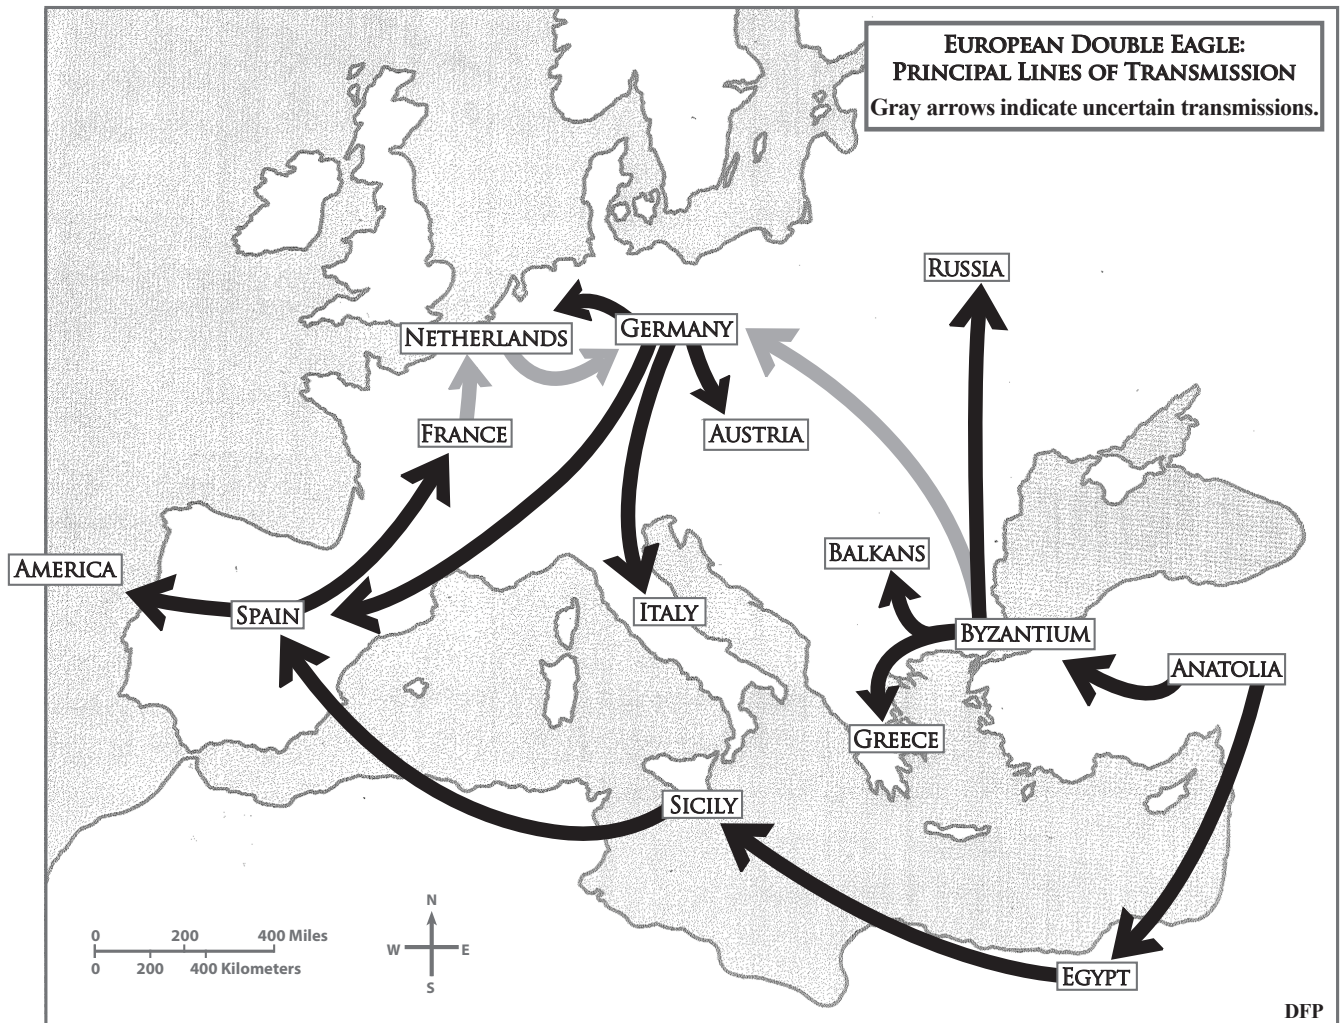 EUROPEAN DOUBLE EAGLE:
PRINCIPAL LINES OF TRANSMISSION
Gray arrows indicate uncertain transmissions.
RUSSIA
NETHERLANDS
GERMANY
FRANCE
AUSTRIA
BALKANS
AMERICA
SPAIN
ITALY
BYZANTIUM
ANATOLIA
GREECE
SICILY
EGYPT
N
W E
S
0 200 400 Miles
0 200 400 Kilometers
DFP